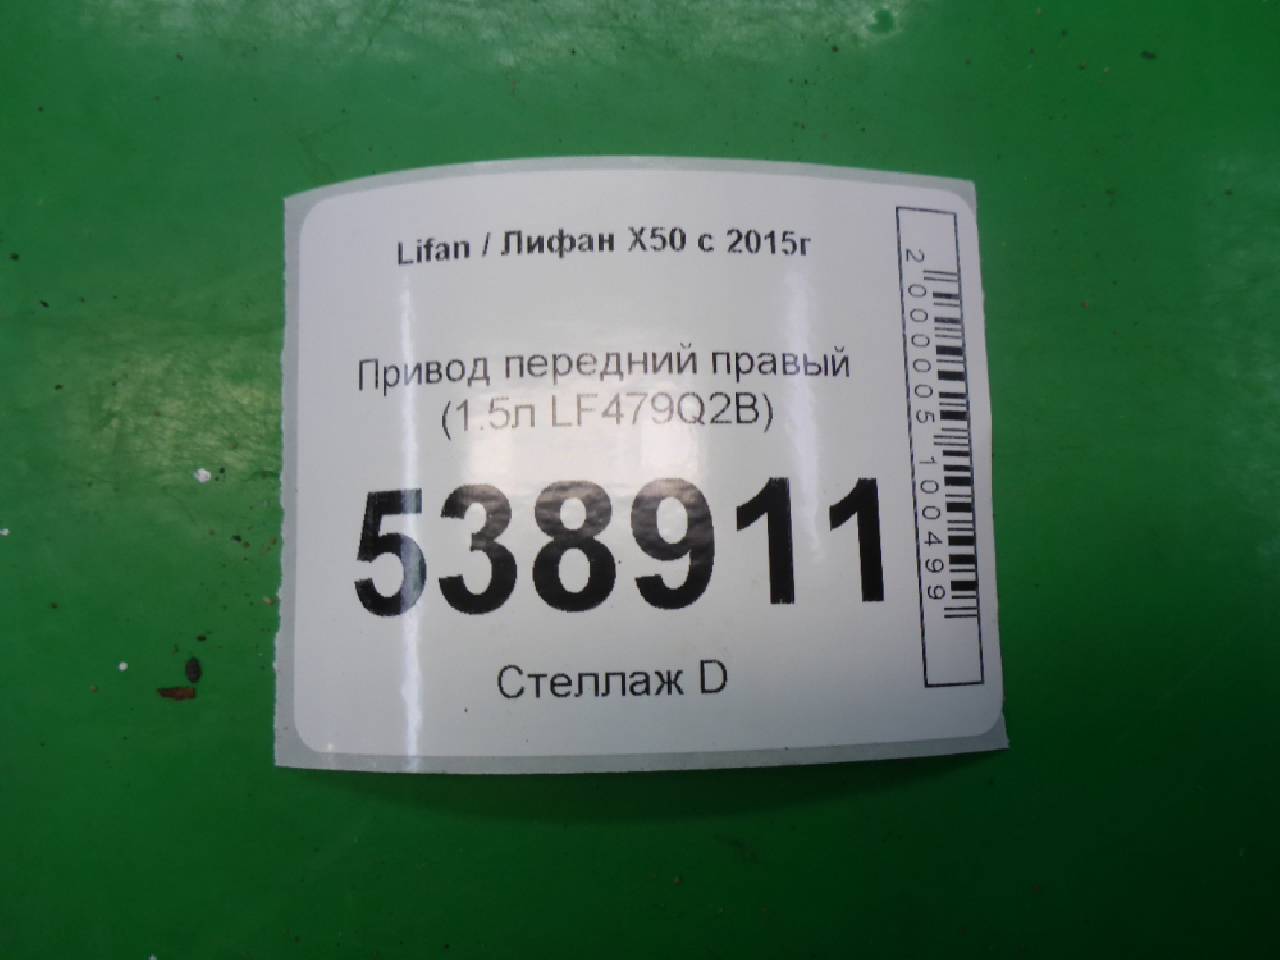 Lifan / Лифан X50 с 2015г
Привод передний правый
(1.5л LF479Q2B)
538911
Стеллаж D
2000005100499